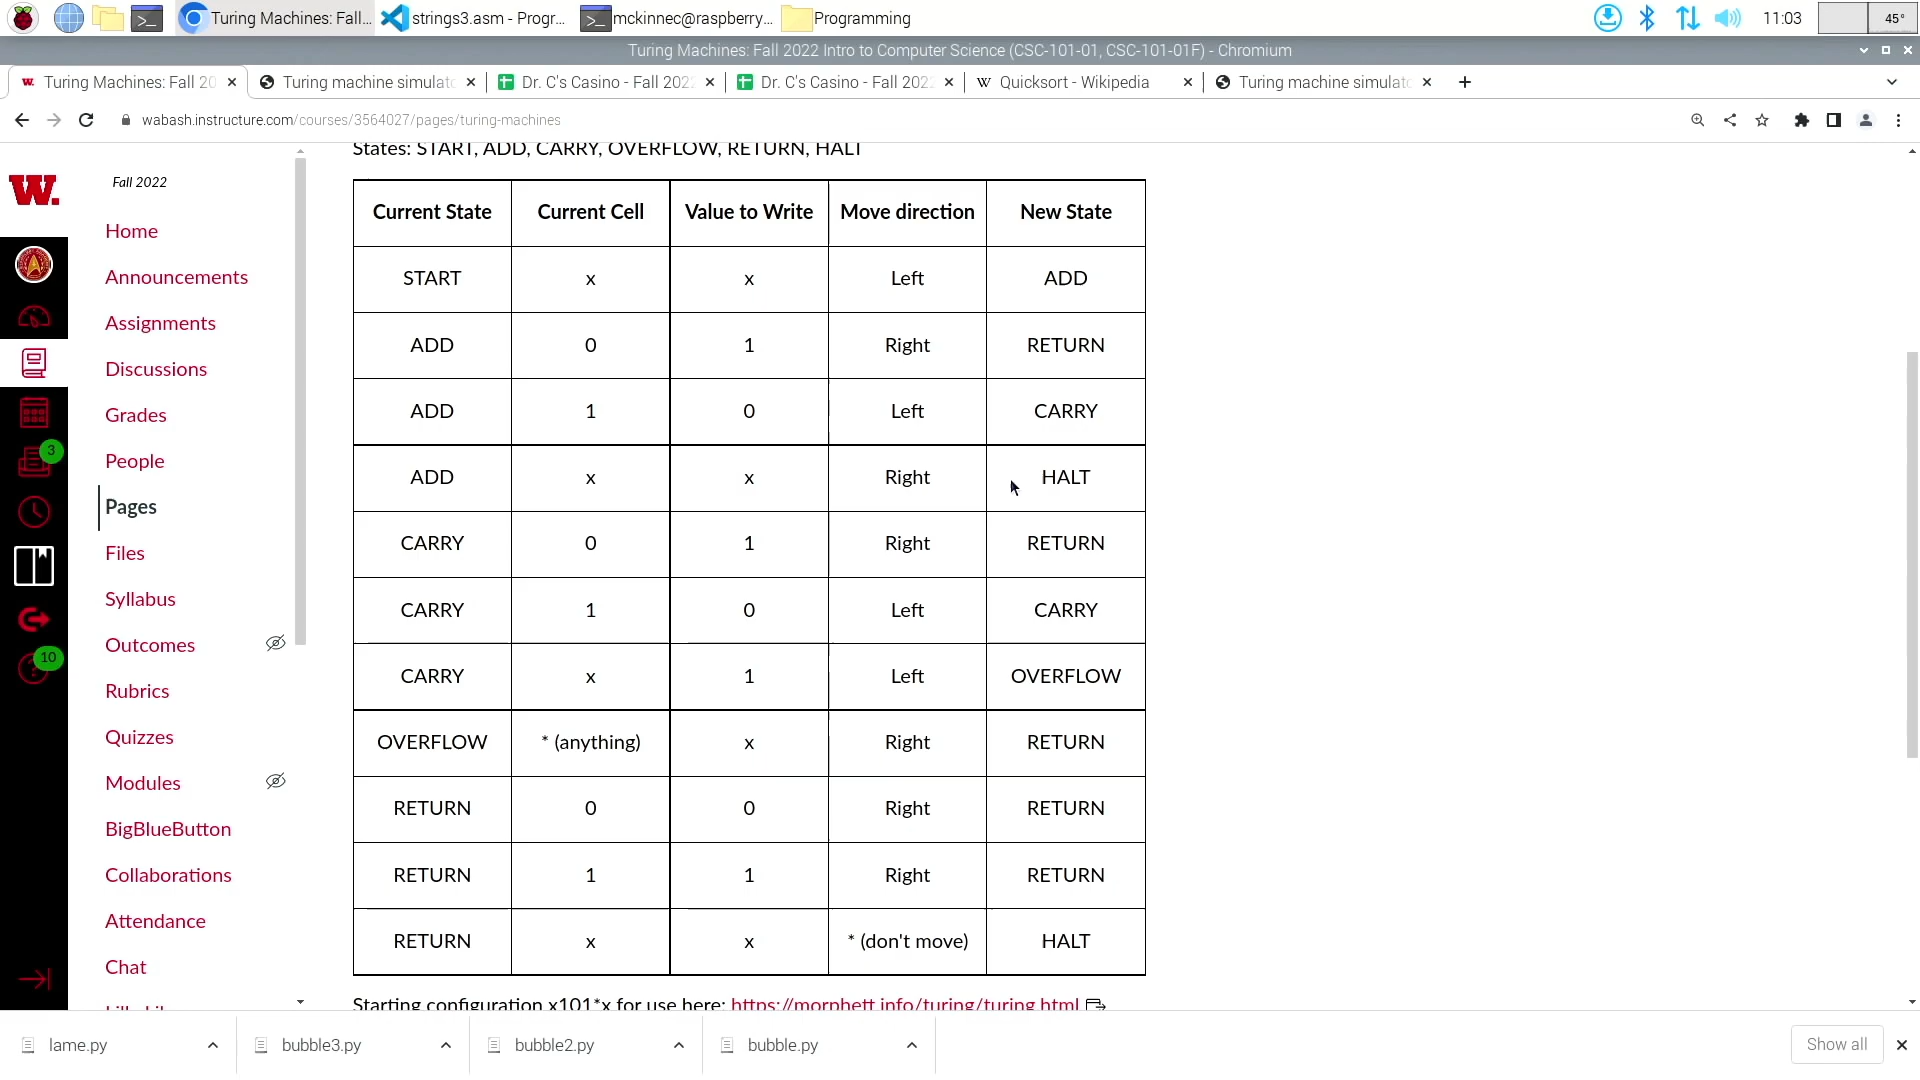 Turing Machines: Fall...
strings3.asm - Progr...
mckinnec@raspberry...
Programming
11:03
45°
Turing Machines: Fall 2022 Intro to Computer Science (CSC-101-01, CSC-101-01F) - Chromium
Turing Machines: Fall 20
Turing machine simulato
Dr. C's Casino - Fall 2022
Dr. C's Casino - Fall 2022
W Quicksort - Wikipedia
Turing machine simulato
wabash.instructure.com/courses/3564027/pages/turing-machines
W.
3
10
Fall 2022
Home
Announcements
Assignments
Discussions
Grades
People
Pages
Files
Syllabus
Outcomes
Rubrics
Quizzes
Modules
BigBlueButton
Collaborations
Attendance
Chat
States: START, ADD, CARRY, OVERFLOW, RETURN, HALT
Current State Current Cell Value to Write Move direction New State
START x x Left ADD
ADD 0 1 Right RETURN
ADD 1 0 Left CARRY
ADD x x Right HALT
CARRY 0 1 Right RETURN
CARRY 1 0 Left CARRY
CARRY x 1 Left OVERFLOW
OVERFLOW * (anything) x Right RETURN
RETURN 0 0 Right RETURN
RETURN 1 1 Right RETURN
RETURN x x * (don't move) HALT
Starting configuration x101*x for use here: https://morphett.info/turing/turing.html
lame.py
bubble3.py
bubble2.py
bubble.py
Show all